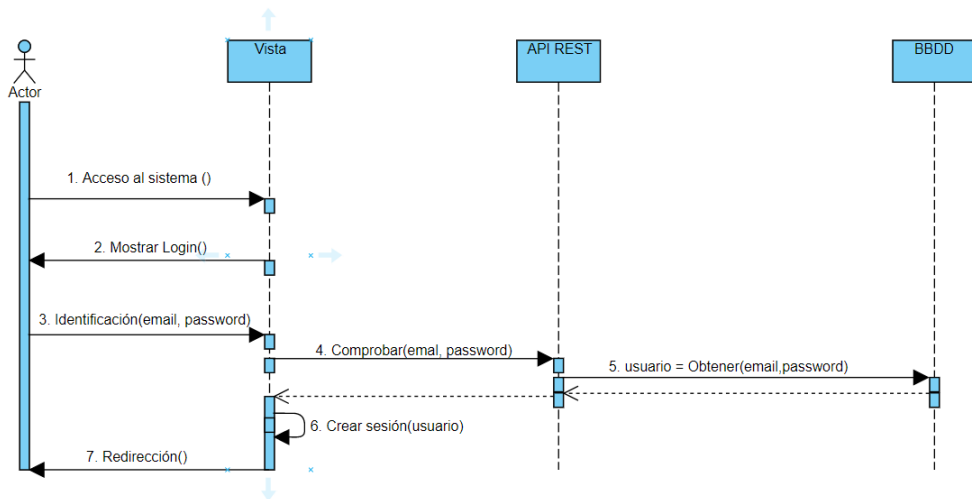 Vista
API REST
BBDD
Actor
1. Acceso al sistema ()
2. Mostrar Login()
3. Identificación(email, password)
4. Comprobar(emal, password)
5. usuario = Obtener(email,password)
6. Crear sesión(usuario)
7. Redirección()